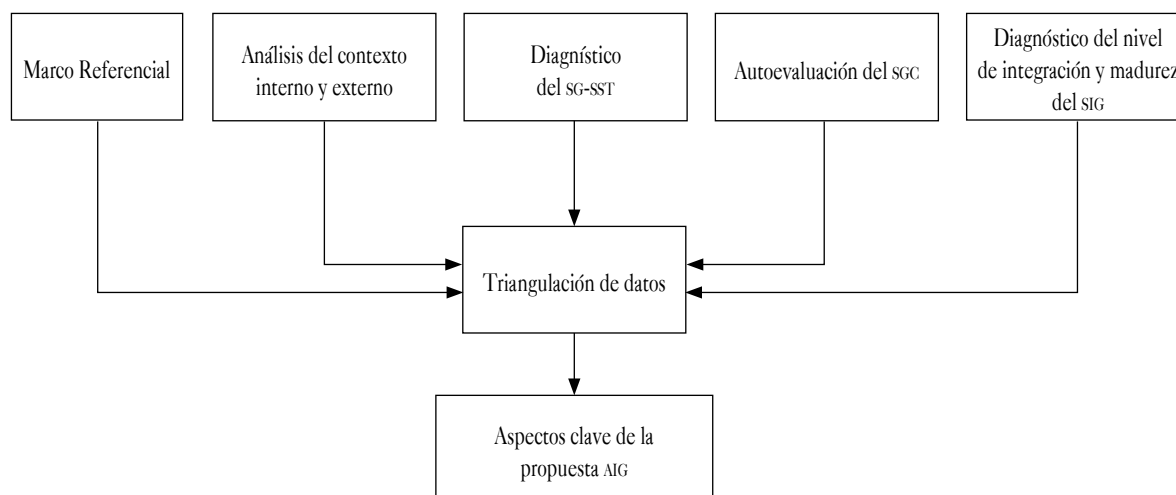 Marco Referencial
Análisis del contexto
interno y externo
Diagnístico
del SG-SST
Autoevaluación del SGC
Diagnóstico del nivel
de integración y madurez
del SIG
Triangulación de datos
Aspectos clave de la
propuesta AIG